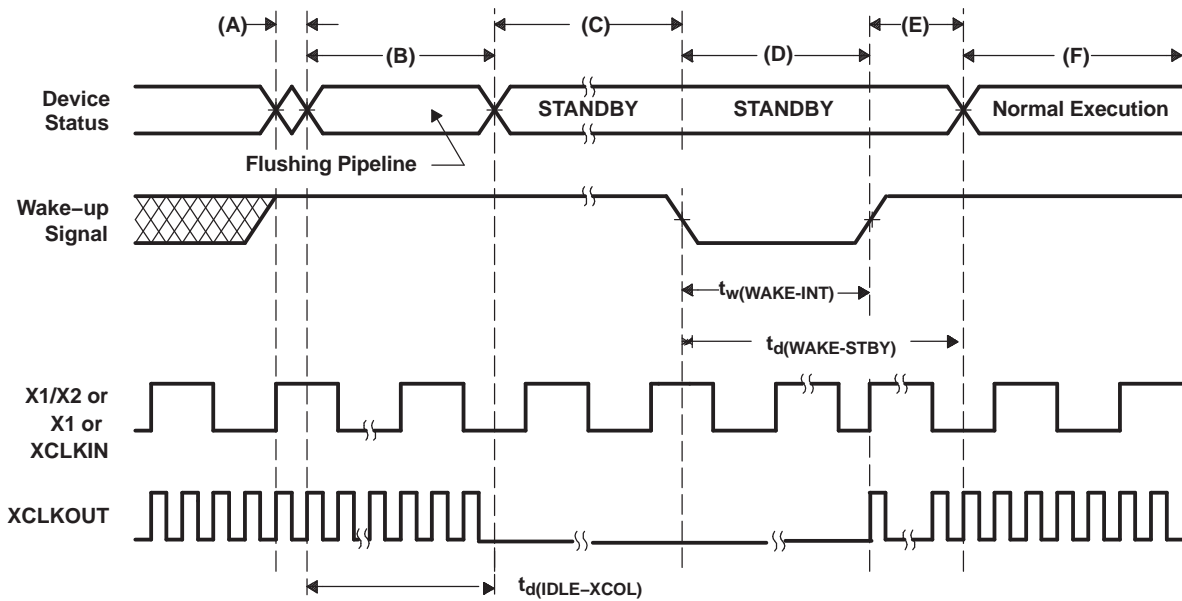 (A)
(B)
(C)
(D)
(E)
(F)
Device
Status
STANDBY
STANDBY
Normal Execution
Flushing Pipeline
Wake–up
Signal
tw(WAKE-INT)
td(WAKE-STBY)
X1/X2 or
X1 or
XCLKIN
XCLKOUT
td(IDLE–XCOL)